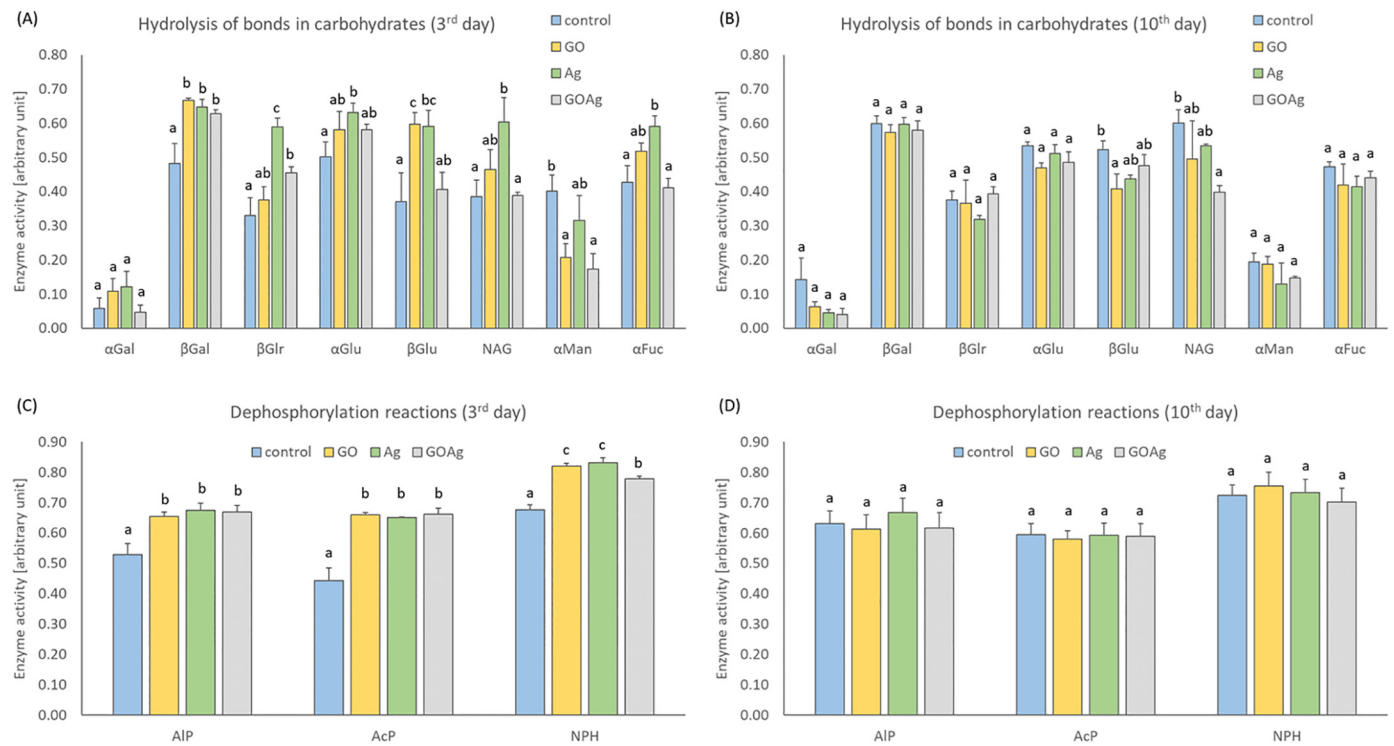 (A)
Hydrolysis of bonds in carbohydrates (3rd day)
control
GO
Ag
GOAg
Enzyme activity [arbitrary unit]
0.80
0.70
0.60
0.50
0.40
0.30
0.20
0.10
0.00
a a a a
a b b b
a ab c b
a ab b ab
a c bc ab
a a b a
b a ab a
a ab b a
αGal βGal βGlr αGlu βGlu NAG αMan αFuc
(B)
Hydrolysis of bonds in carbohydrates (10th day)
control
GO
Ag
GOAg
Enzyme activity [arbitrary unit]
0.80
0.70
0.60
0.50
0.40
0.30
0.20
0.10
0.00
a a a a
a a a a
a a a a
a a a a
b a ab ab
b ab ab a
a a a a
a a a a
αGal βGal βGlr αGlu βGlu NAG αMan αFuc
(C)
Dephosphorylation reactions (3rd day)
control GO Ag GOAg
Enzyme activity [arbitrary unit]
0.90
0.80
0.70
0.60
0.50
0.40
0.30
0.20
0.10
0.00
a b b b
a b b b
a c c b
AlP AcP NPH
(D)
Dephosphorylation reactions (10th day)
control GO Ag GOAg
Enzyme activity [arbitrary unit]
0.90
0.80
0.70
0.60
0.50
0.40
0.30
0.20
0.10
0.00
a a a a
a a a a
a a a a
AlP AcP NPH